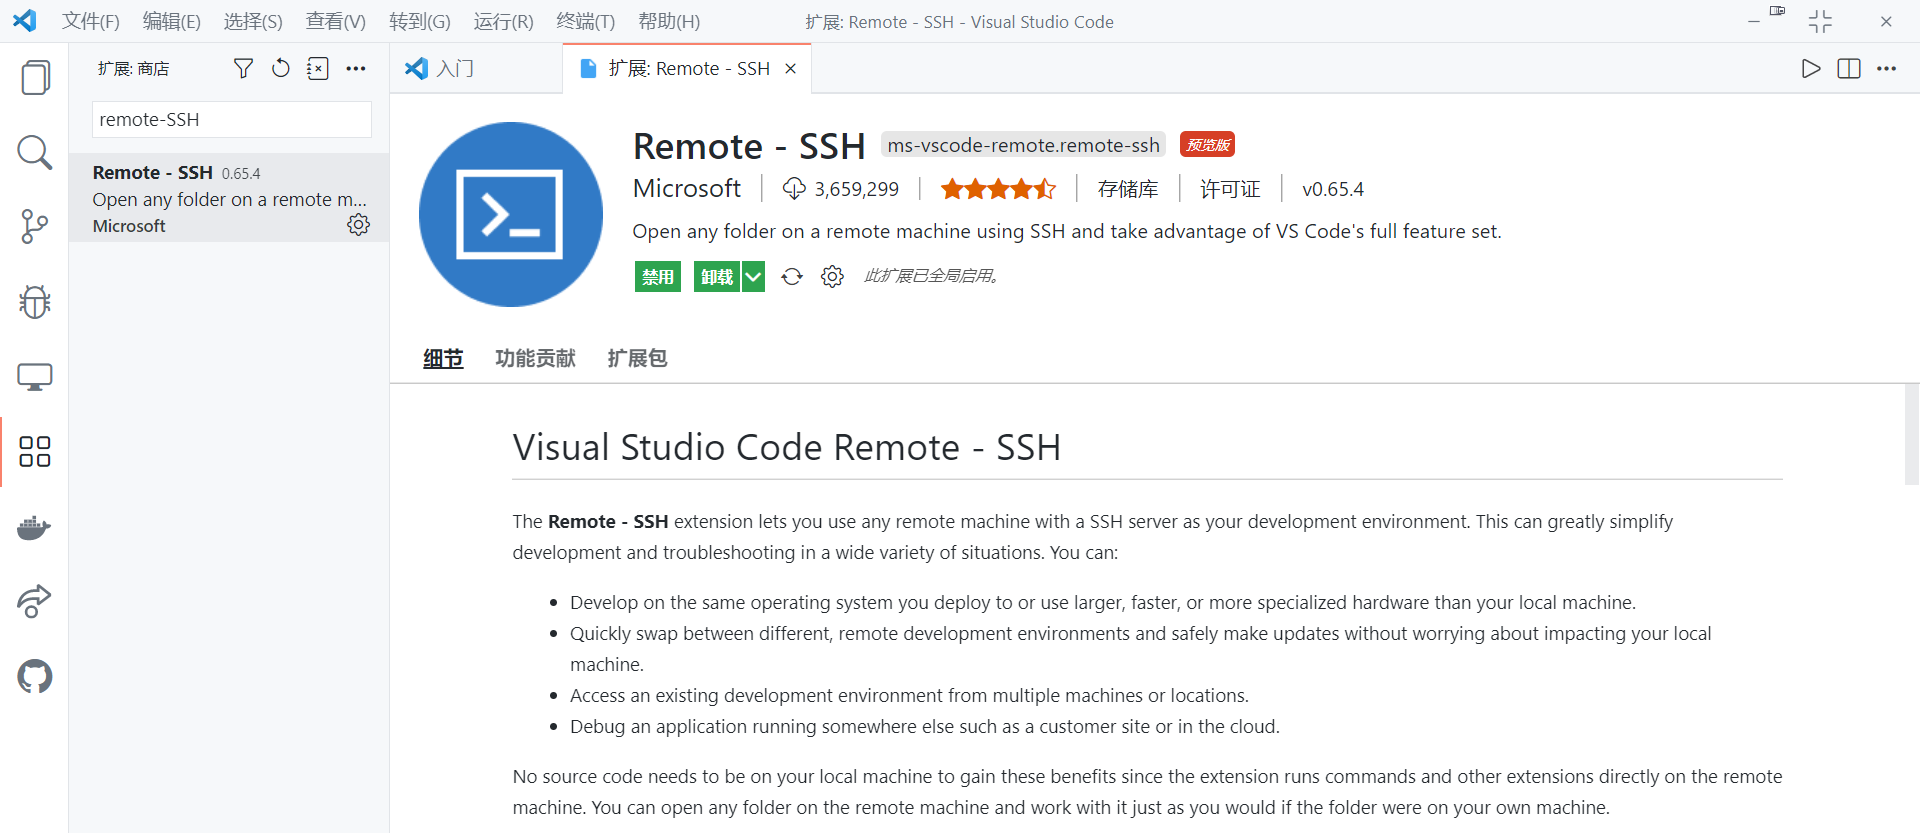 文件(F) 编辑(E) 选择(S) 查看(V) 转到(G) 运行(R) 终端(T) 帮助(H) 扩展: Remote - SSH - Visual Studio Code
扩展: 商店
入门
扩展: Remote - SSH
remote-SSH
Remote - SSH 0.65.4
Open any folder on a remote m...
Microsoft
Remote - SSH ms-vscode-remote.remote-ssh 预览版
Microsoft 3,659,299 存储库 许可证 v0.65.4
Open any folder on a remote machine using SSH and take advantage of VS Code's full feature set.
禁用 卸载 此扩展已全局启用。
细节 功能贡献 扩展包
Visual Studio Code Remote - SSH
The Remote - SSH extension lets you use any remote machine with a SSH server as your development environment. This can greatly simplify
development and troubleshooting in a wide variety of situations. You can:
• Develop on the same operating system you deploy to or use larger, faster, or more specialized hardware than your local machine.
• Quickly swap between different, remote development environments and safely make updates without worrying about impacting your local
machine.
• Access an existing development environment from multiple machines or locations.
• Debug an application running somewhere else such as a customer site or in the cloud.
No source code needs to be on your local machine to gain these benefits since the extension runs commands and other extensions directly on the remote
machine. You can open any folder on the remote machine and work with it just as you would if the folder were on your own machine.